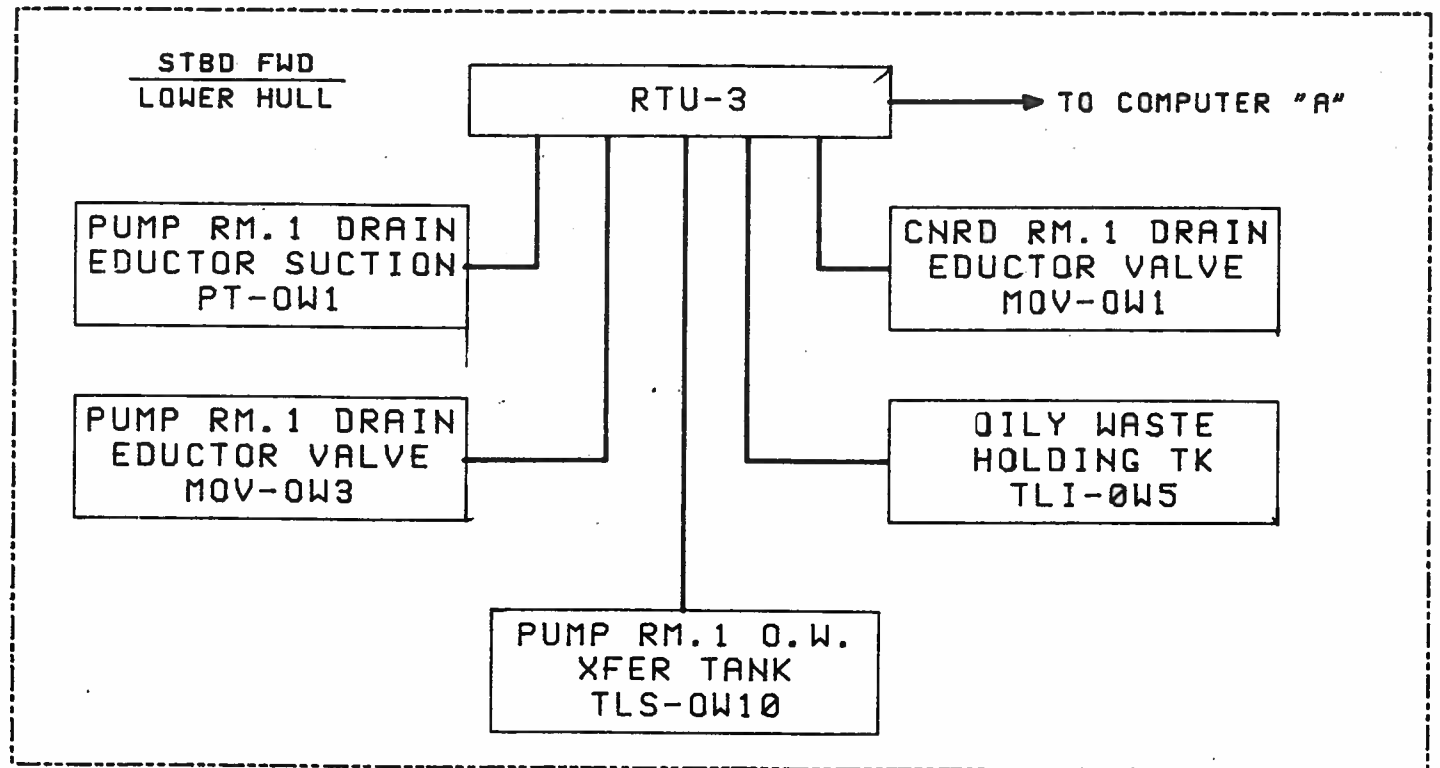 STBD FWD
LOWER HULL
RTU-3
TO COMPUTER "A"
PUMP RM.1 DRAIN
EDUCTOR SUCTION
PT-OW1
CNRD RM.1 DRAIN
EDUCTOR VALVE
MOV-OW1
PUMP RM.1 DRAIN
EDUCTOR VALVE
MOV-OW3
OILY WASTE
HOLDING TK
TLI-0W5
PUMP RM.1 O.W.
XFER TANK
TLS-OW10